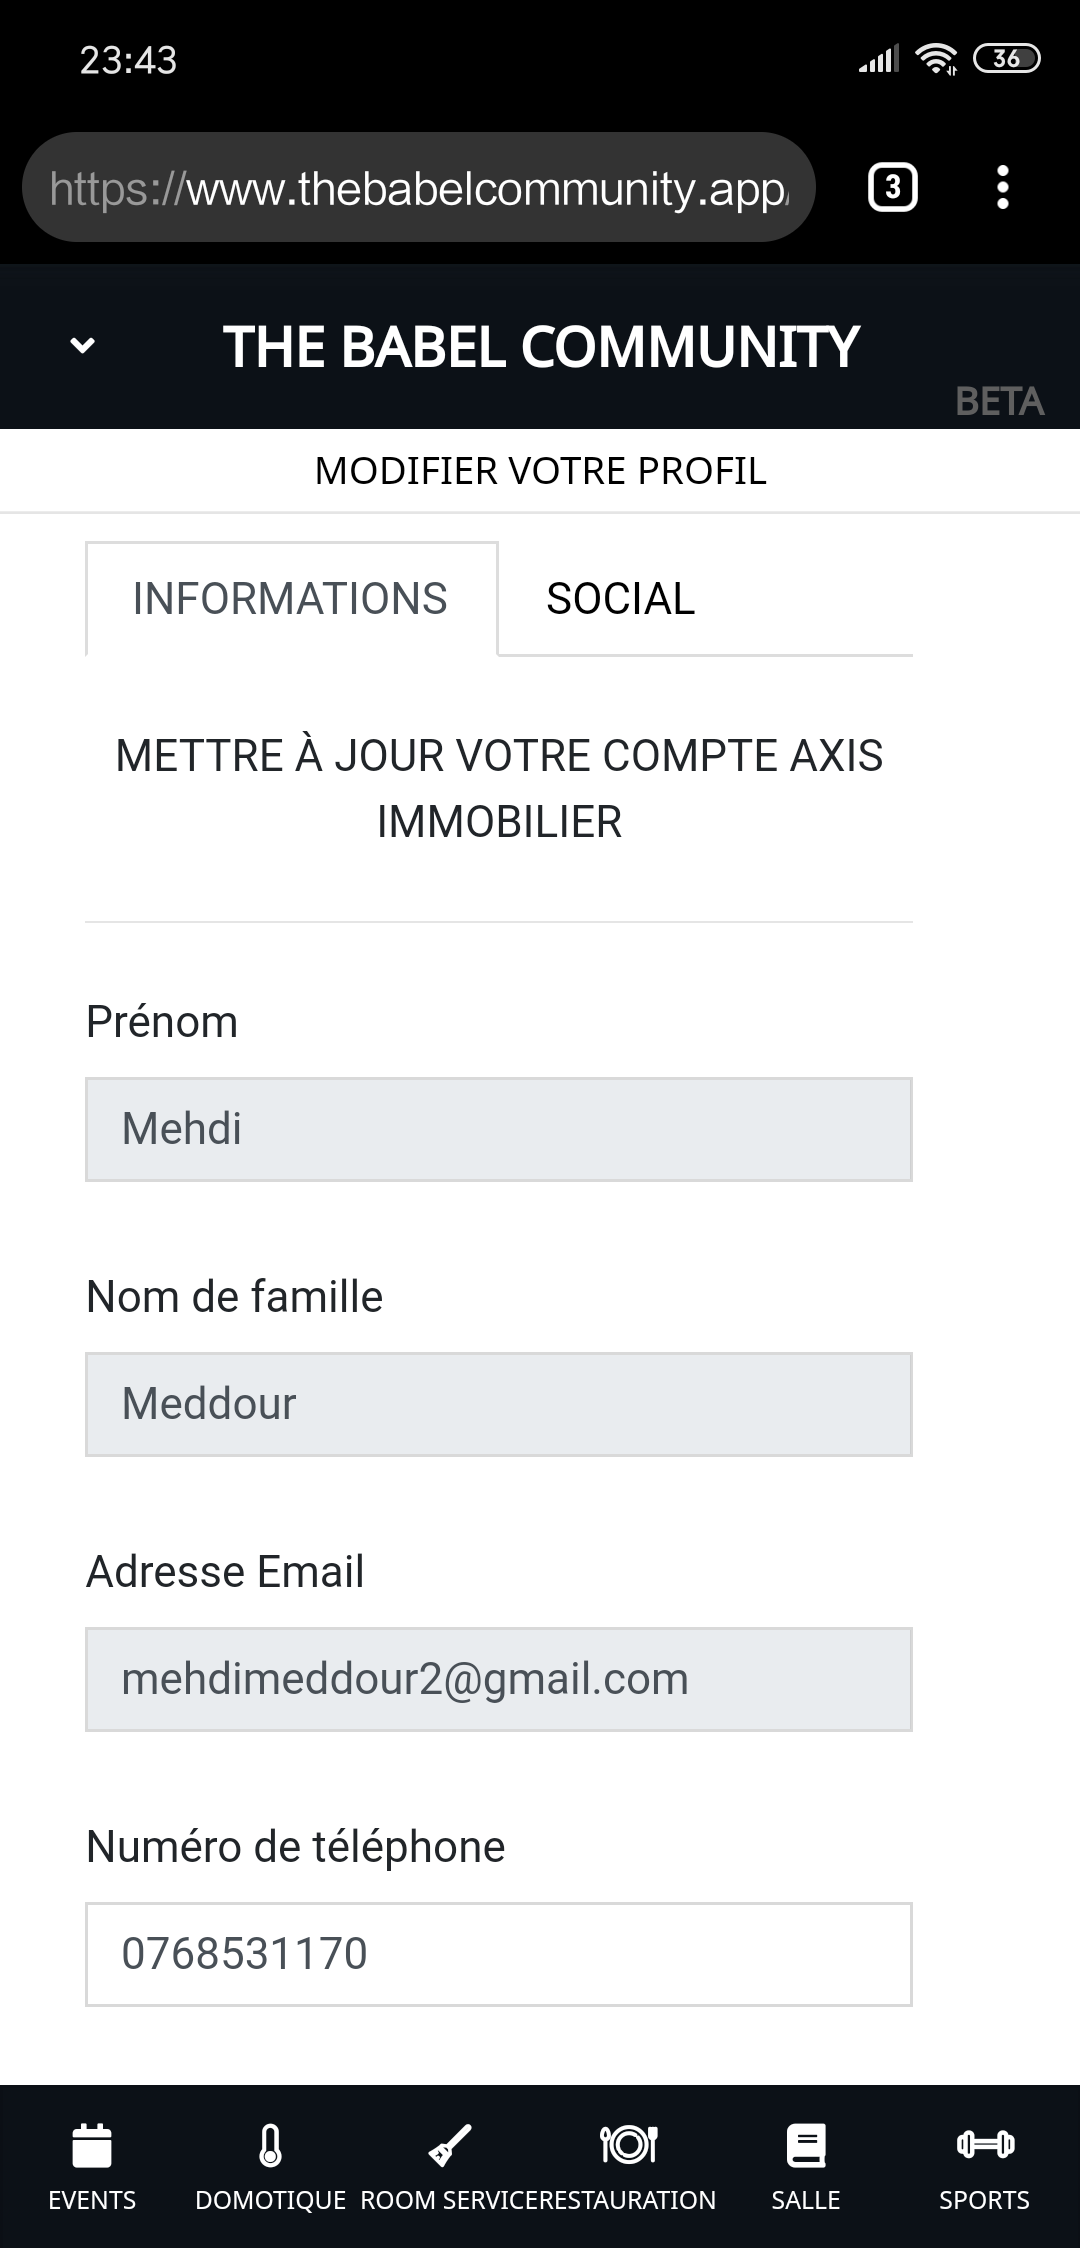 23:43
36
https://www.thebabelcommunity.app/
3
THE BABEL COMMUNITY
BETA
MODIFIER VOTRE PROFIL
INFORMATIONS SOCIAL
METTRE À JOUR VOTRE COMPTE AXIS
IMMOBILIER
Prénom
Mehdi
Nom de famille
Meddour
Adresse Email
mehdimeddour2@gmail.com
Numéro de téléphone
0768531170
EVENTS DOMOTIQUE ROOM SERVICE RESTAURATION SALLE SPORTS